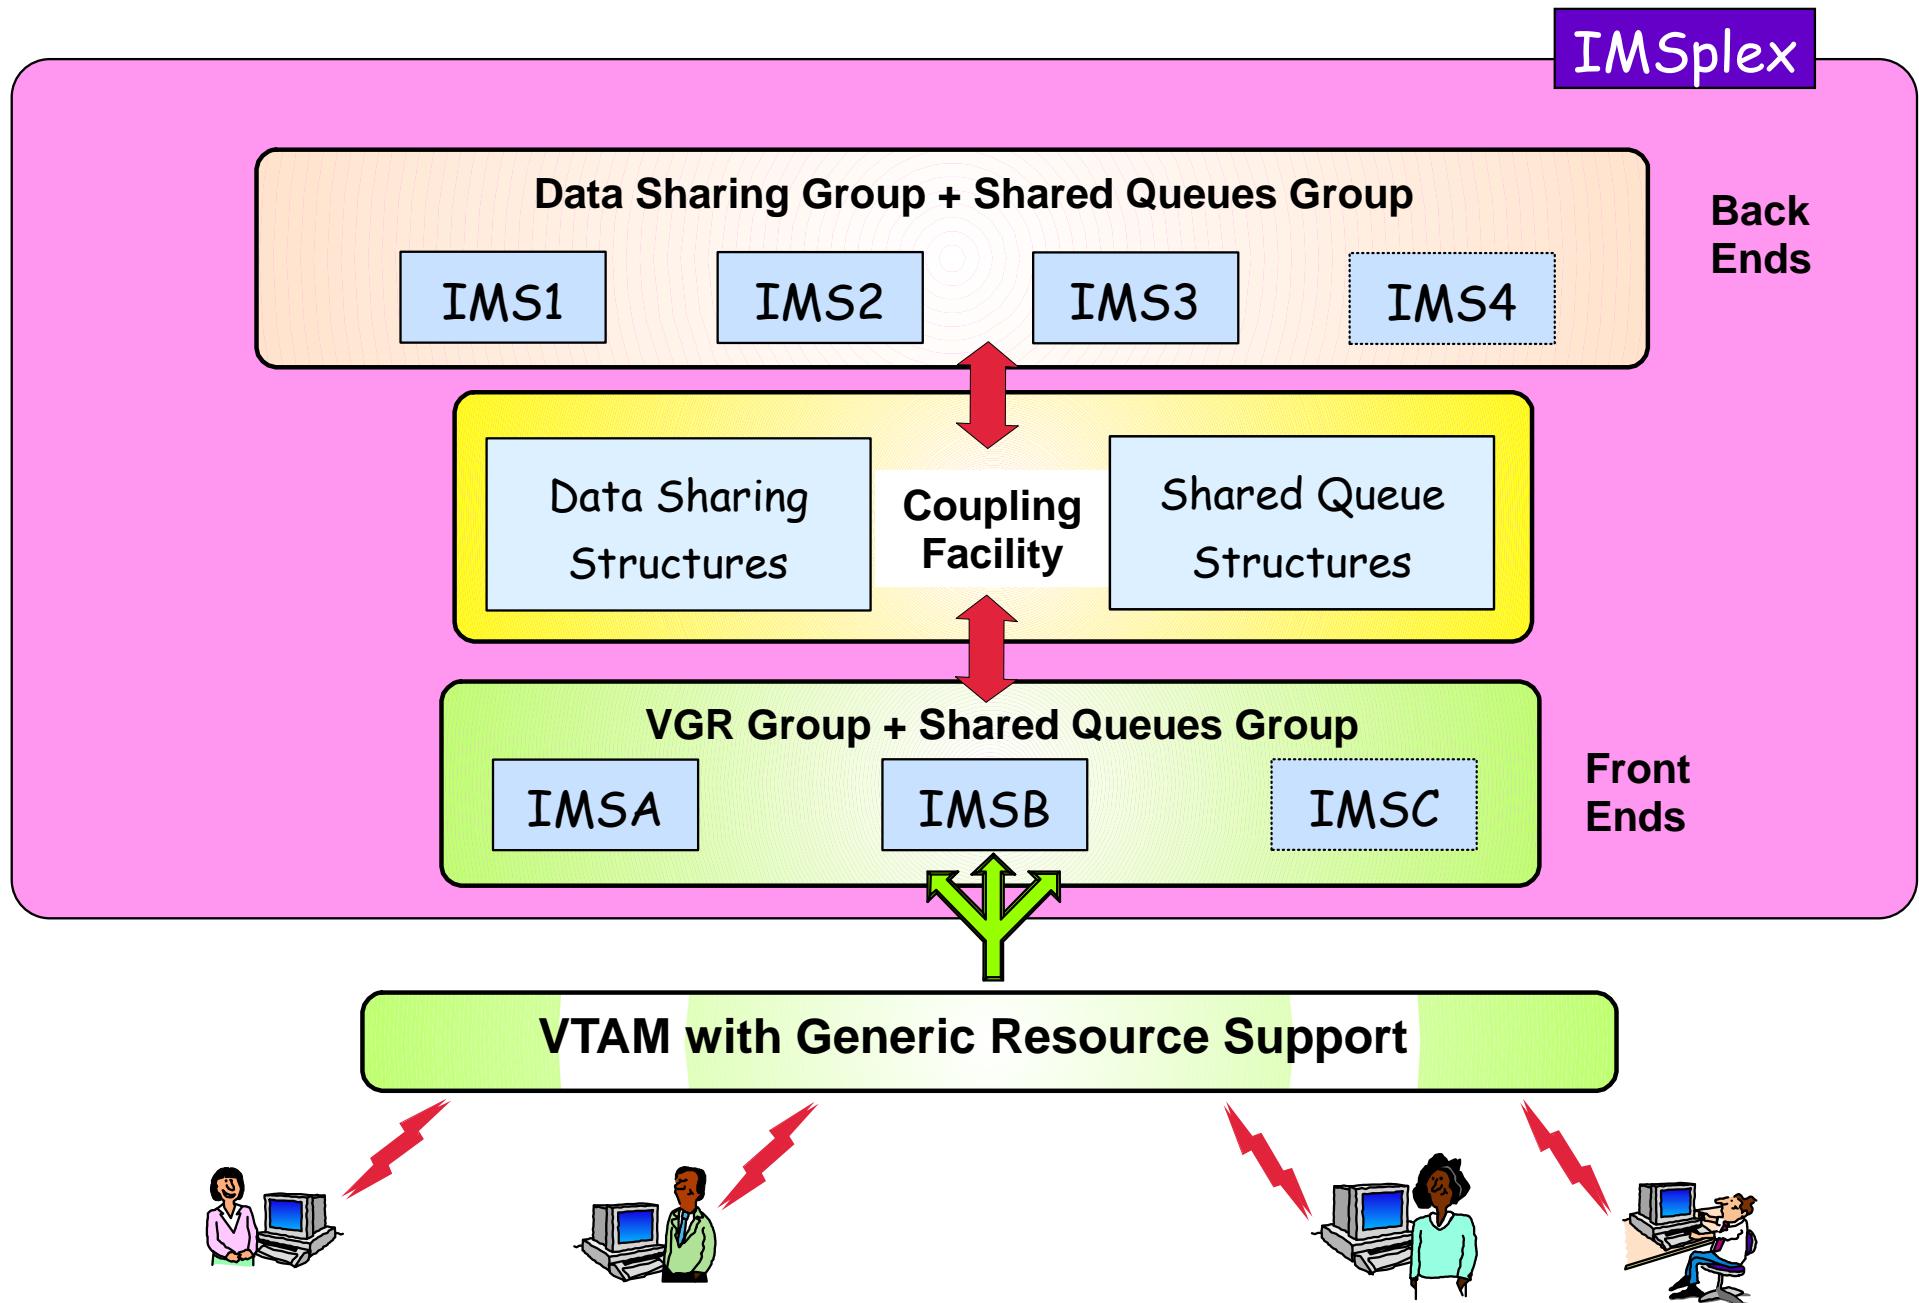 IMSplex
Data Sharing Group + Shared Queues Group
Back
Ends
IMS1
IMS2
IMS3
IMS4
Data Sharing
Structures
Coupling
Facility
Shared Queue
Structures
VGR Group + Shared Queues Group
IMSA
IMSB
IMSC
Front
Ends
VTAM with Generic Resource Support